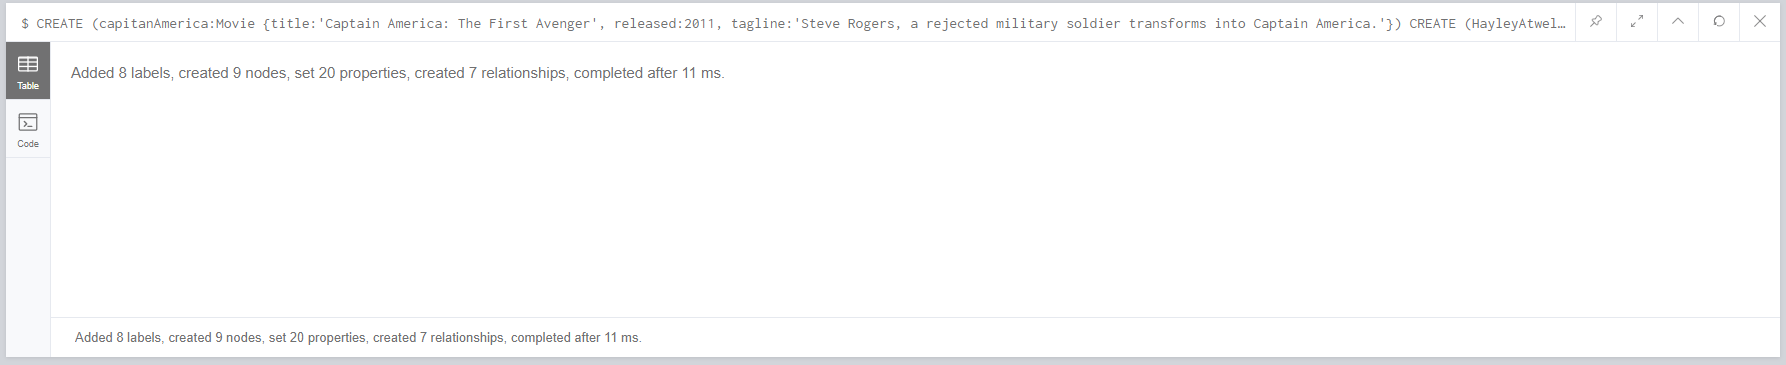 $ CREATE (capitanAmerica:Movie {title:'Captain America: The First Avenger', released:2011, tagline:'Steve Rogers, a rejected military soldier transforms into Captain America.'}) CREATE (HayleyAtwel…
Table
Added 8 labels, created 9 nodes, set 20 properties, created 7 relationships, completed after 11 ms.
Code
Added 8 labels, created 9 nodes, set 20 properties, created 7 relationships, completed after 11 ms.